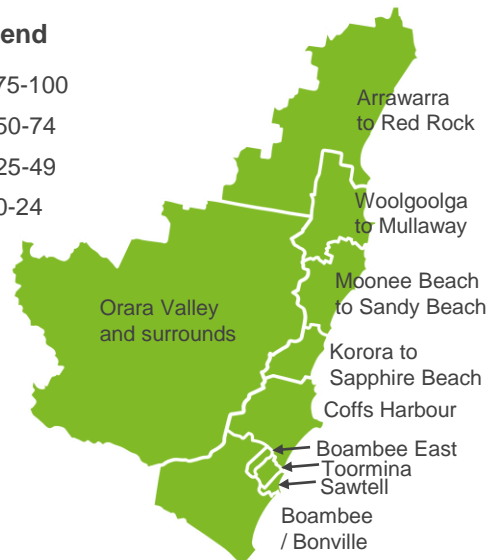 end
75-100
50-74
25-49
0-24
Arrawarra
to Red Rock
Woolgoolga
to Mullaway
Moonee Beach
to Sandy Beach
Orara Valley
and surrounds
Korora to
Sapphire Beach
Coffs Harbour
Boambee East
Toormina
Sawtell
Boambee
/ Bonville